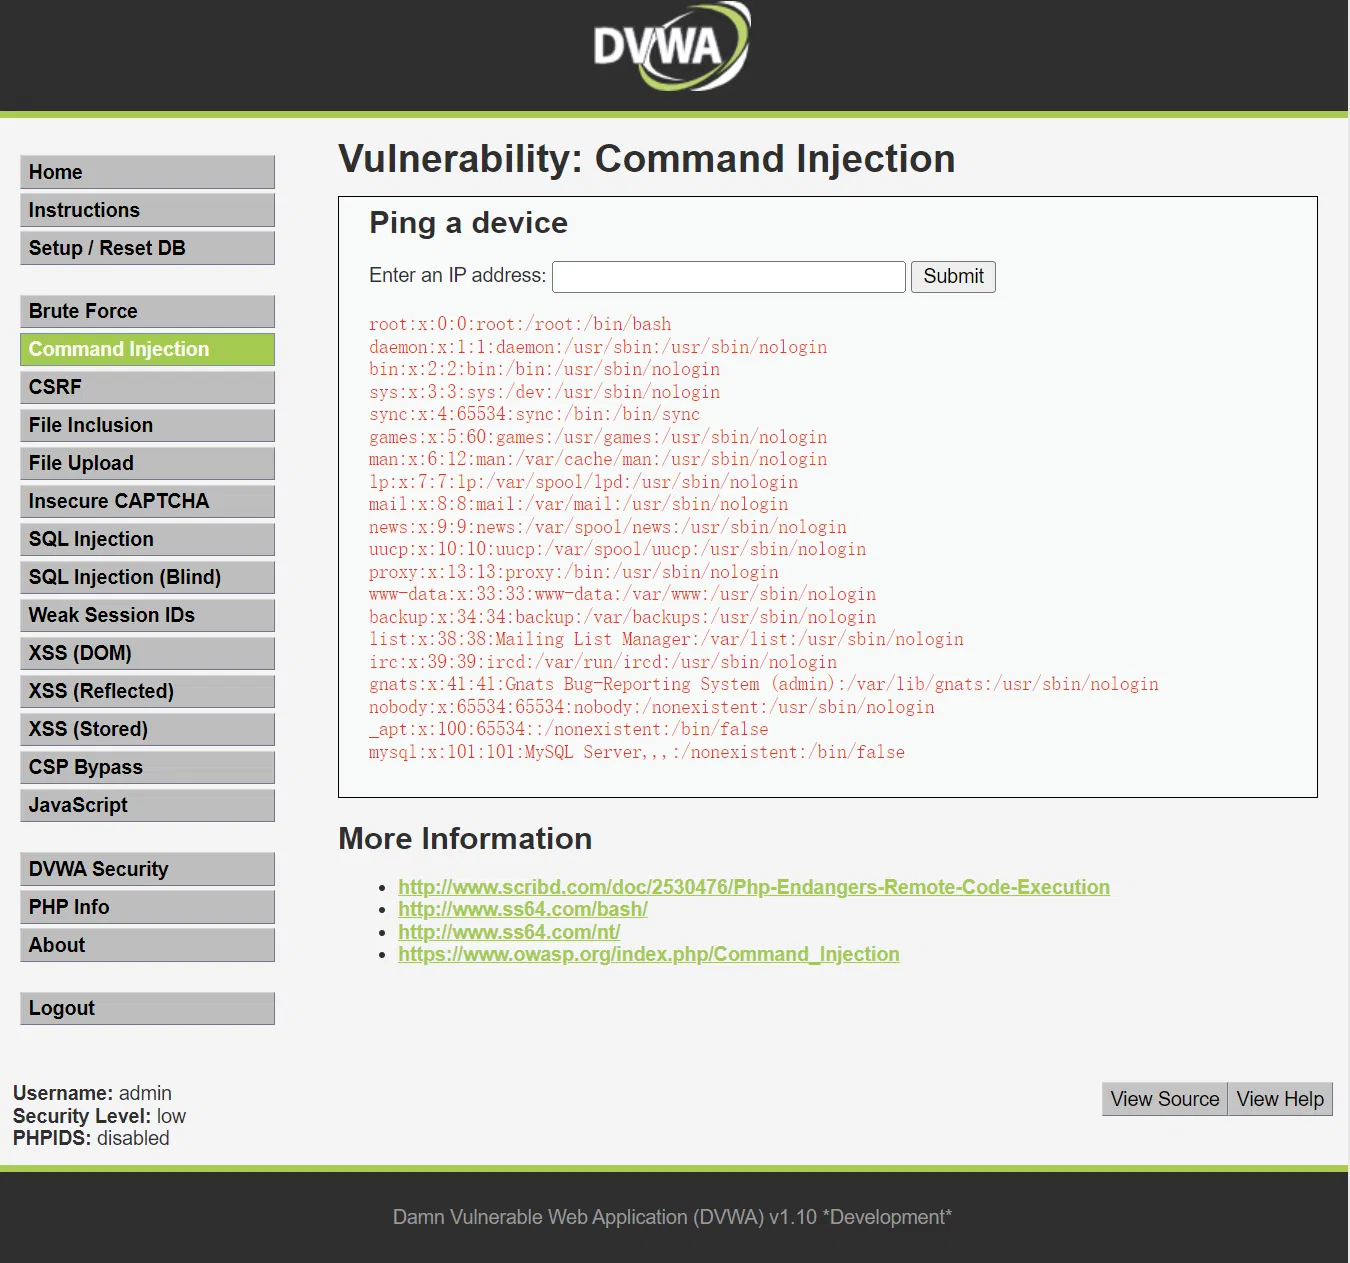 DVWA
Home
Instructions
Setup / Reset DB
Brute Force
Command Injection
CSRF
File Inclusion
File Upload
Insecure CAPTCHA
SQL Injection
SQL Injection (Blind)
Weak Session IDs
XSS (DOM)
XSS (Reflected)
XSS (Stored)
CSP Bypass
JavaScript
DVWA Security
PHP Info
About
Logout
Vulnerability: Command Injection
Ping a device
Enter an IP address: Submit
root:x:0:0:root:/root:/bin/bash
daemon:x:1:1:daemon:/usr/sbin:/usr/sbin/nologin
bin:x:2:2:bin:/bin:/usr/sbin/nologin
sys:x:3:3:sys:/dev:/usr/sbin/nologin
sync:x:4:65534:sync:/bin:/bin/sync
games:x:5:60:games:/usr/games:/usr/sbin/nologin
man:x:6:12:man:/var/cache/man:/usr/sbin/nologin
lp:x:7:7:lp:/var/spool/lpd:/usr/sbin/nologin
mail:x:8:8:mail:/var/mail:/usr/sbin/nologin
news:x:9:9:news:/var/spool/news:/usr/sbin/nologin
uucp:x:10:10:uucp:/var/spool/uucp:/usr/sbin/nologin
proxy:x:13:13:proxy:/bin:/usr/sbin/nologin
www-data:x:33:33:www-data:/var/www:/usr/sbin/nologin
backup:x:34:34:backup:/var/backups:/usr/sbin/nologin
list:x:38:38:Mailing List Manager:/var/list:/usr/sbin/nologin
irc:x:39:39:ircd:/var/run/ircd:/usr/sbin/nologin
gnats:x:41:41:Gnats Bug-Reporting System (admin):/var/lib/gnats:/usr/sbin/nologin
nobody:x:65534:65534:nobody:/nonexistent:/usr/sbin/nologin
_apt:x:100:65534::/nonexistent:/bin/false
mysql:x:101:101:MySQL Server,,,:/nonexistent:/bin/false
More Information
http://www.scribd.com/doc/2530476/Php-Endangers-Remote-Code-Execution
http://www.ss64.com/bash/
http://www.ss64.com/nt/
https://www.owasp.org/index.php/Command_Injection
Username: admin
Security Level: low
PHPIDS: disabled
View Source View Help
Damn Vulnerable Web Application (DVWA) v1.10 *Development*